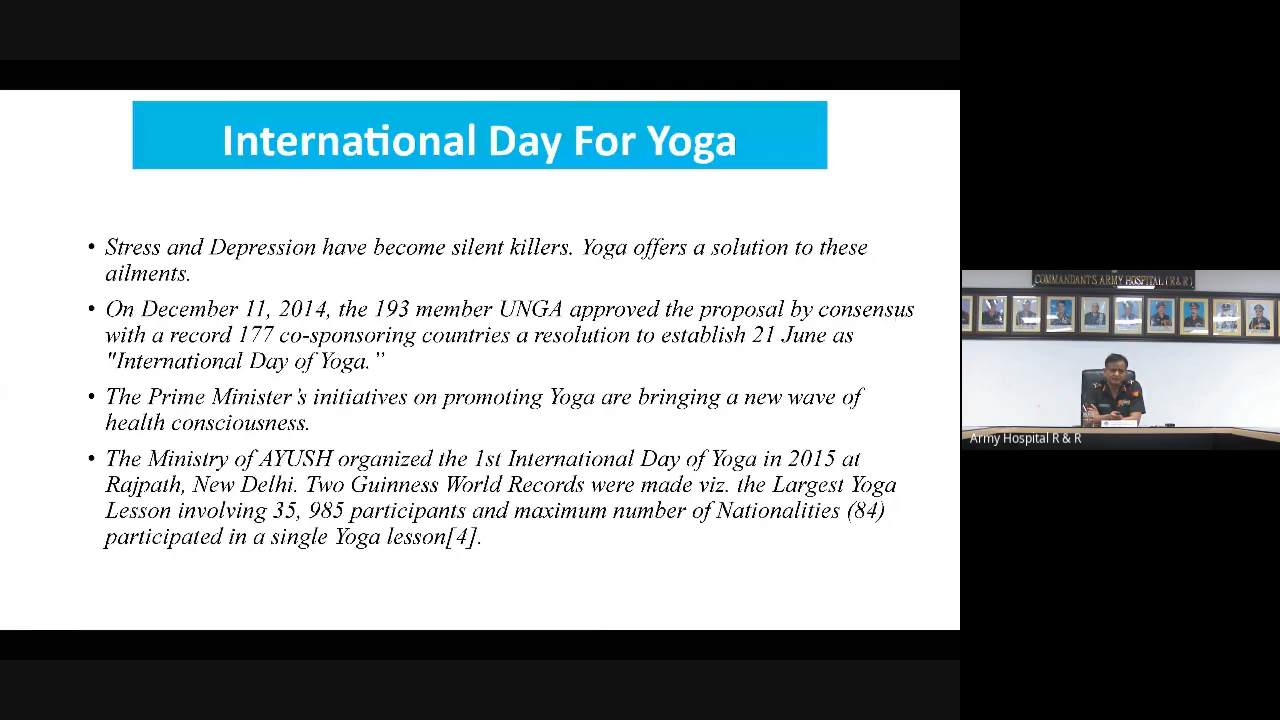 International Day For Yoga
• Stress and Depression have become silent killers. Yoga offers a solution to these
ailments.
• On December 11, 2014, the 193 member UNGA approved the proposal by consensus
with a record 177 co-sponsoring countries a resolution to establish 21 June as
"International Day of Yoga.”
• The Prime Minister’s initiatives on promoting Yoga are bringing a new wave of
health consciousness.
• The Ministry of AYUSH organized the 1st International Day of Yoga in 2015 at
Rajpath, New Delhi. Two Guinness World Records were made viz. the Largest Yoga
Lesson involving 35, 985 participants and maximum number of Nationalities (84)
participated in a single Yoga lesson[4].
COMMANDANTS ARMY HOSPITAL (R&R)
Army Hospital R & R